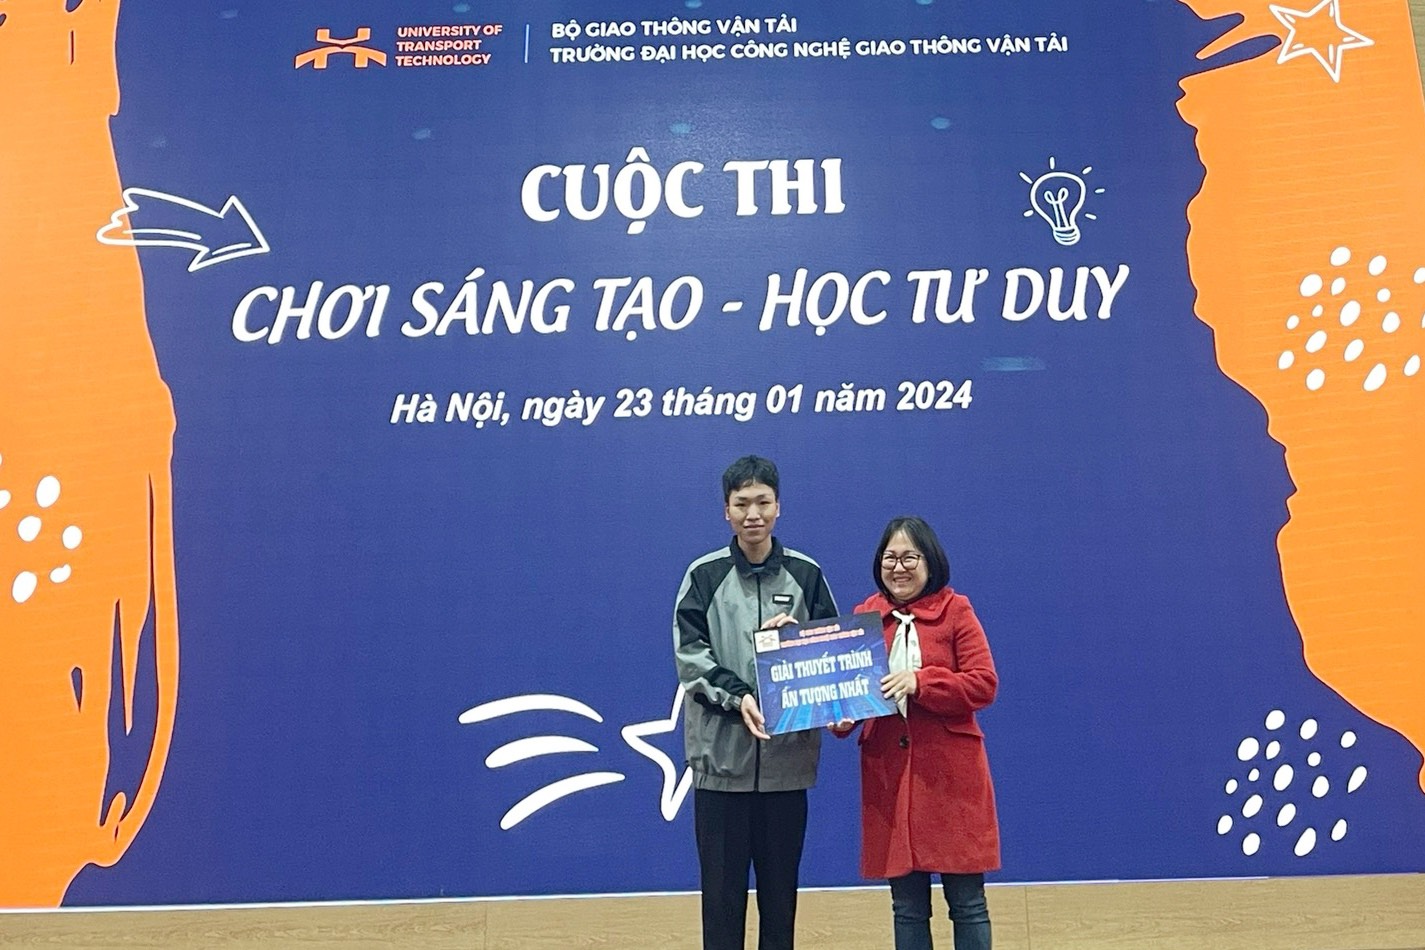 UNIVERSITY OF
TRANSPORT
TECHNOLOGY
BỘ GIAO THÔNG VẬN TẢI
TRƯỜNG ĐẠI HỌC CÔNG NGHỆ GIAO THÔNG VẬN TẢI
CUỘC THI
CHƠI SÁNG TẠO - HỌC TƯ DUY
Hà Nội, ngày 23 tháng 01 năm 2024
GIẢI THUYẾT TRÌNH
ẤN TƯỢNG NHẤT